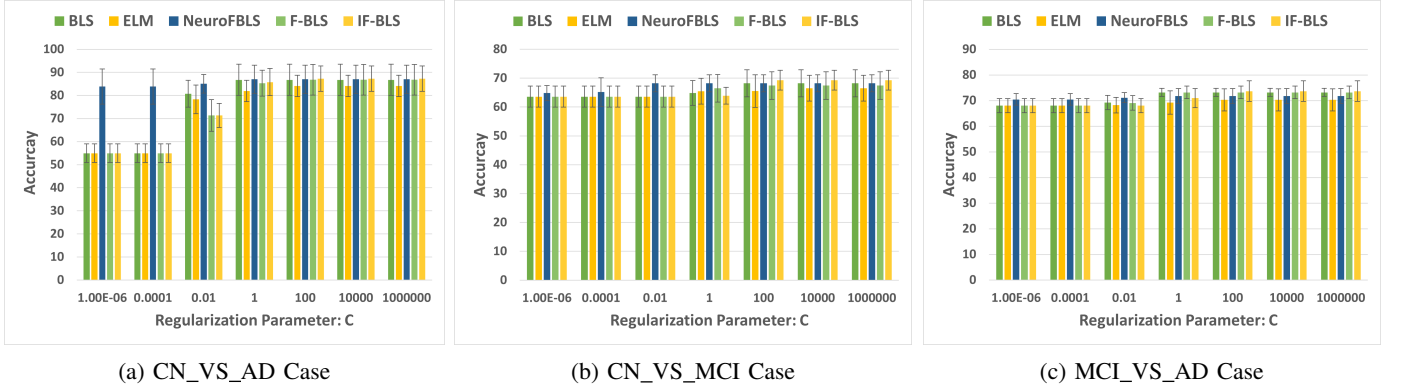 BLS ELM NeuroFBLS F-BLS IF-BLS
100
90
80
70
60
50
40
30
20
10
0
Accurcay
1.00E-06 0.0001 0.01 1 100 10000 1000000
Regularization Parameter: C
(a) CN_VS_AD Case
BLS ELM NeuroFBLS F-BLS IF-BLS
80
70
60
50
40
30
20
10
0
Accurcay
1.00E-06 0.0001 0.01 1 100 10000 1000000
Regularization Parameter: C
(b) CN_VS_MCI Case
BLS ELM NeuroFBLS F-BLS IF-BLS
90
80
70
60
50
40
30
20
10
0
Accurcay
1.00E-06 0.0001 0.01 1 100 10000 1000000
Regularization Parameter: C
(c) MCI_VS_AD Case